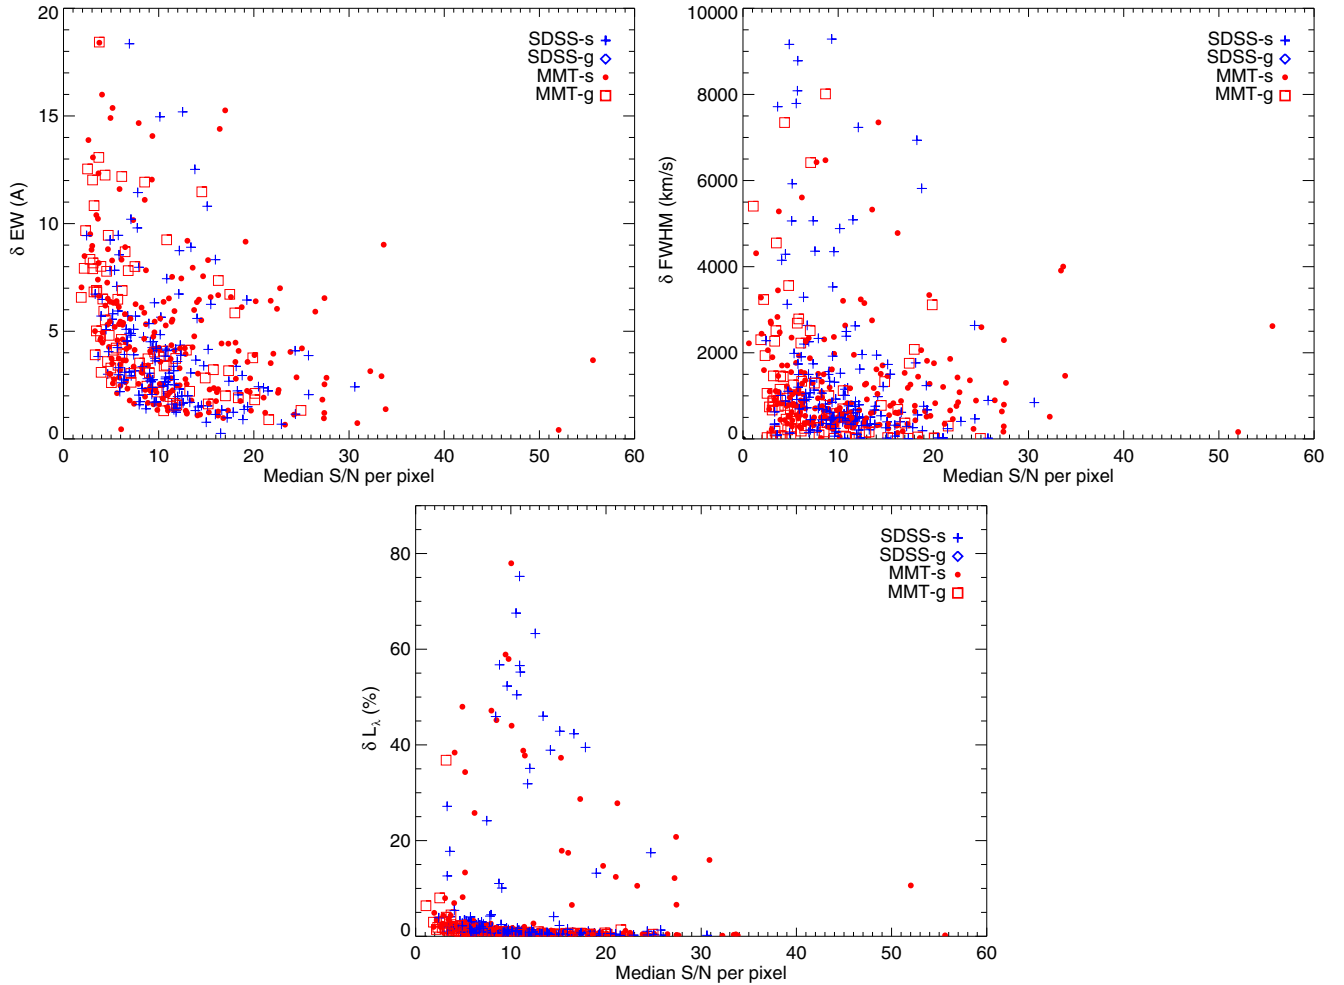 20
15
10
5
0
δ EW (A)
0 10 20 30 40 50 60
Median S/N per pixel
SDSS-s
SDSS-g
MMT-s
MMT-g
10000
8000
6000
4000
2000
0
δ FWHM (km/s)
0 10 20 30 40 50 60
Median S/N per pixel
SDSS-s
SDSS-g
MMT-s
MMT-g
80
60
40
20
0
δ Lλ (%)
0 10 20 30 40 50 60
Median S/N per pixel
SDSS-s
SDSS-g
MMT-s
MMT-g